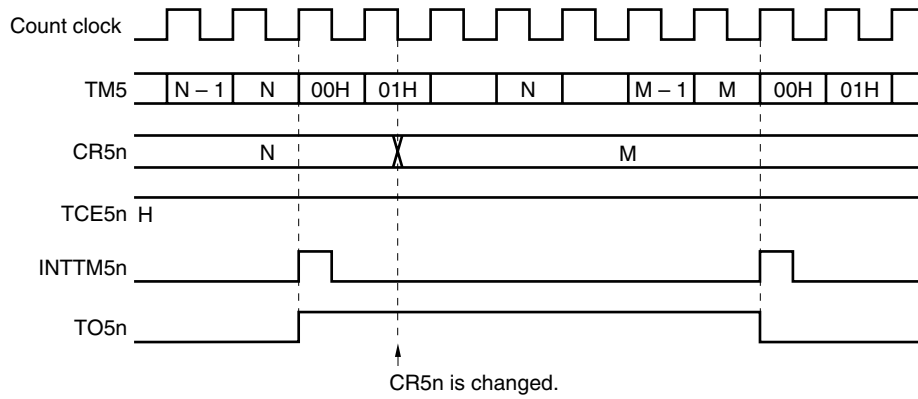 Count clock
TM5 N – 1 N 00H 01H N M – 1 M 00H 01H
CR5n N M
TCE5n H
INTTM5n
TO5n
CR5n is changed.